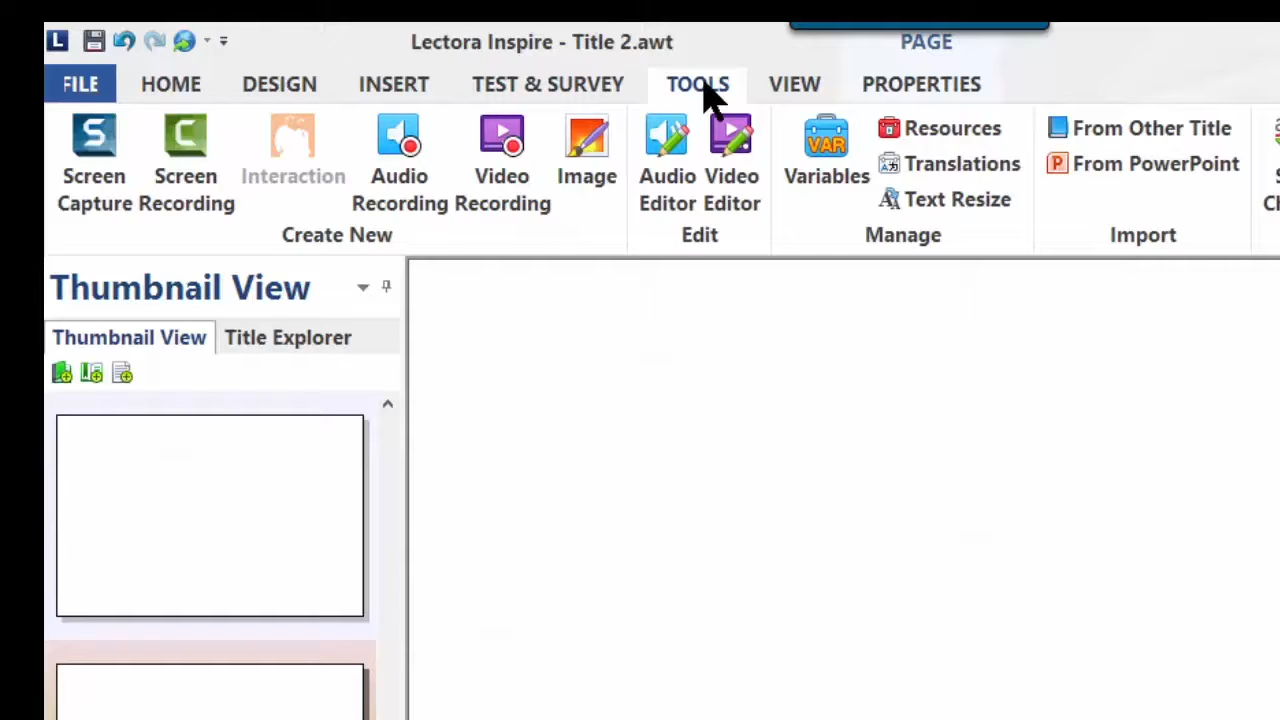 Lectora Inspire - Title 2.awt
PAGE
FILE HOME DESIGN INSERT TEST & SURVEY TOOLS VIEW PROPERTIES
Screen Capture
Screen Recording
Interaction
Audio Recording
Video Recording
Image
Create New
Audio Editor
Video Editor
Edit
Variables
Resources
Translations
Text Resize
Manage
From Other Title
From PowerPoint
Import
Thumbnail View
Thumbnail View Title Explorer